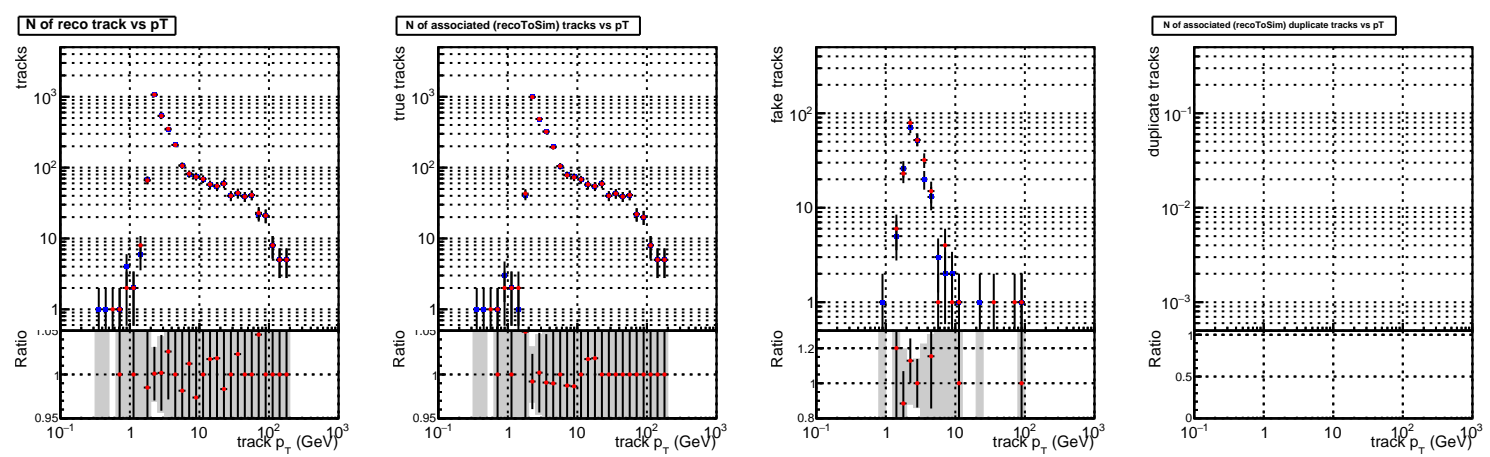 N of reco track vs pT
tracks
10³
10²
10
1
Ratio
1.05
1
0.95
10⁻¹ 1 10 10² 10³
track p_T (GeV)
N of associated (recoToSim) tracks vs pT
true tracks
10³
10²
10
1
Ratio
1.05
1
0.95
10⁻¹ 1 10 10² 10³
track p_T (GeV)
fake tracks
10²
10
1
Ratio
1.2
1
0.8
10⁻¹ 1 10 10² 10³
track p_T (GeV)
N of associated (recoToSim) duplicate tracks vs pT
duplicate tracks
10⁻¹
10⁻²
10⁻³
Ratio
1
0.5
0
10⁻¹ 1 10 10² 10³
track p_T (GeV)